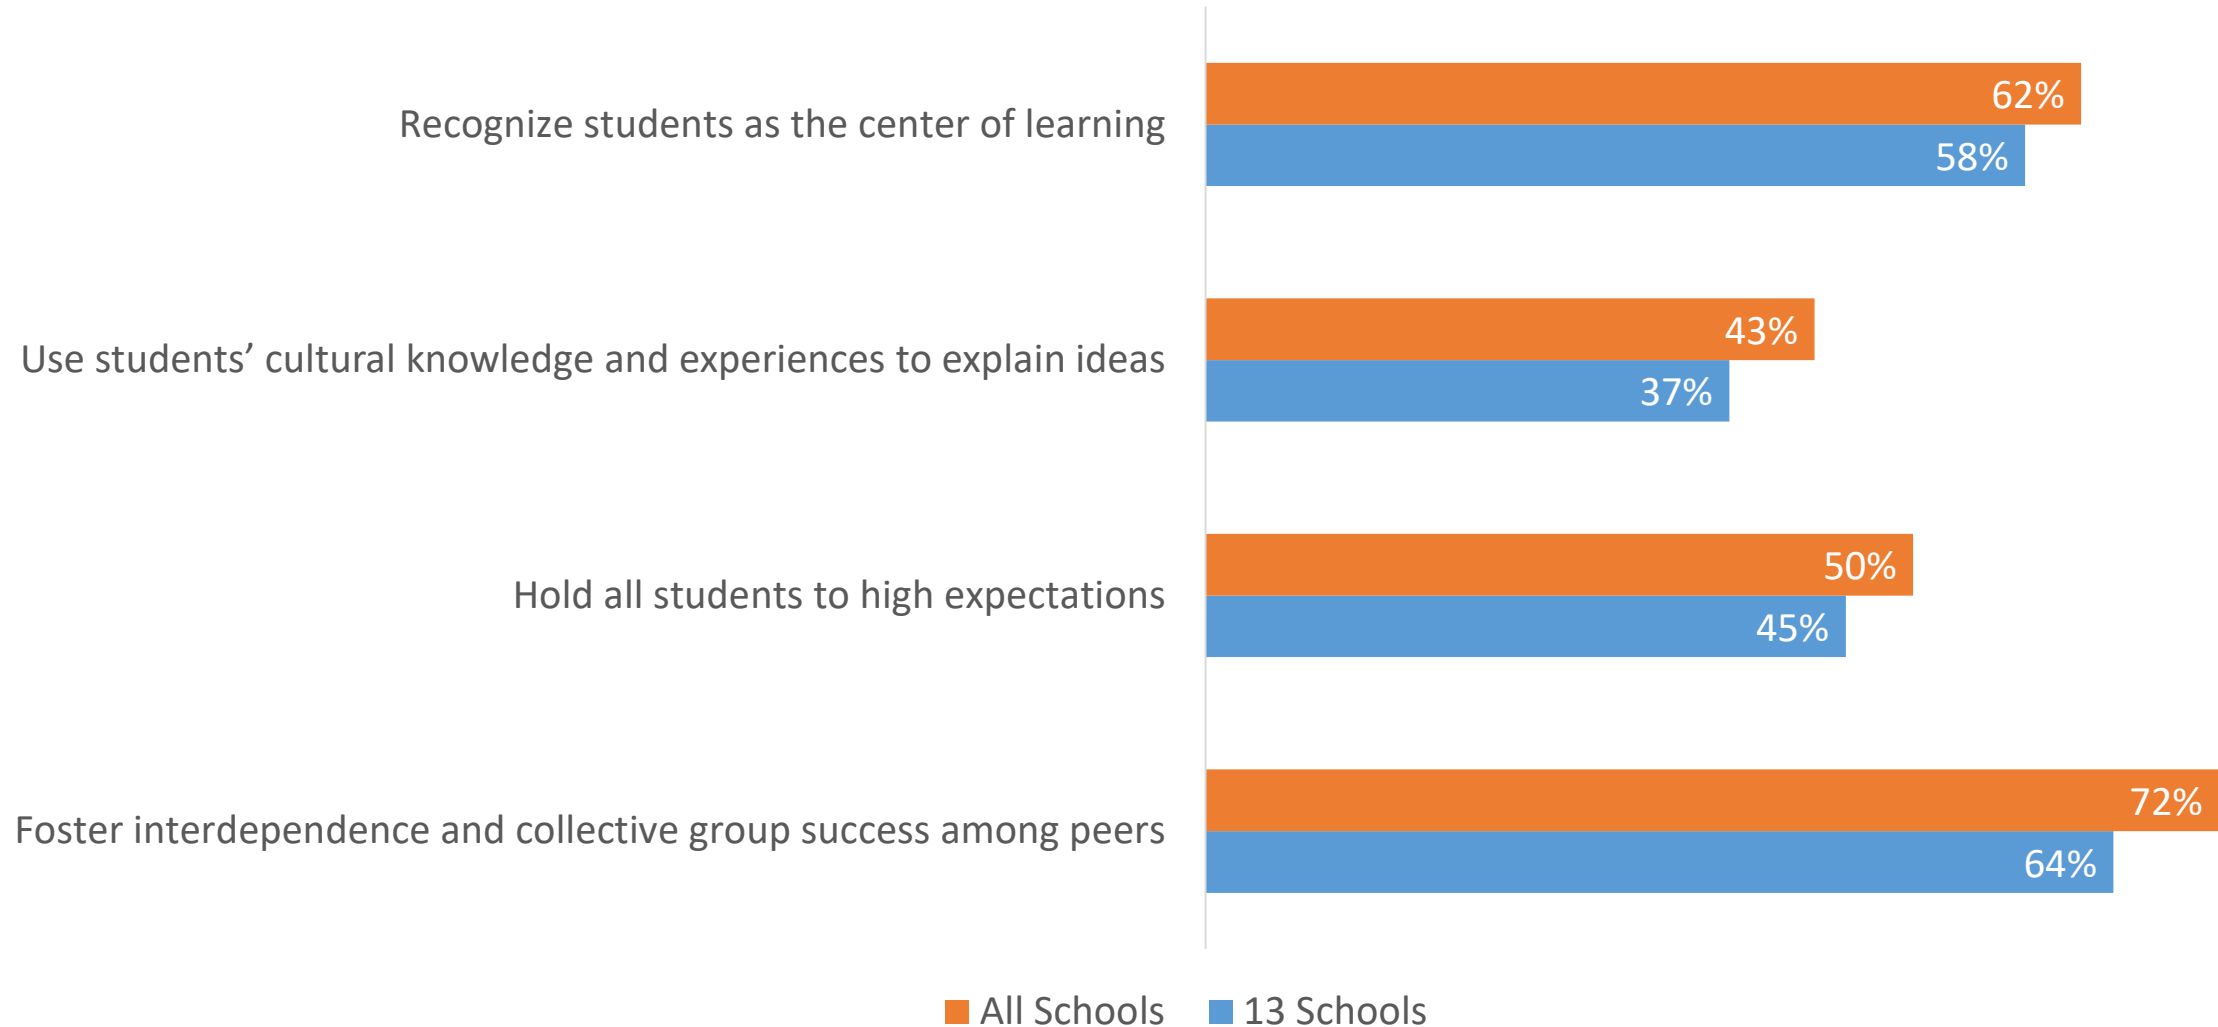 Recognize students as the center of learning
62%
58%
Use students’ cultural knowledge and experiences to explain ideas
43%
37%
Hold all students to high expectations
50%
45%
Foster interdependence and collective group success among peers
72%
64%
All Schools
13 Schools